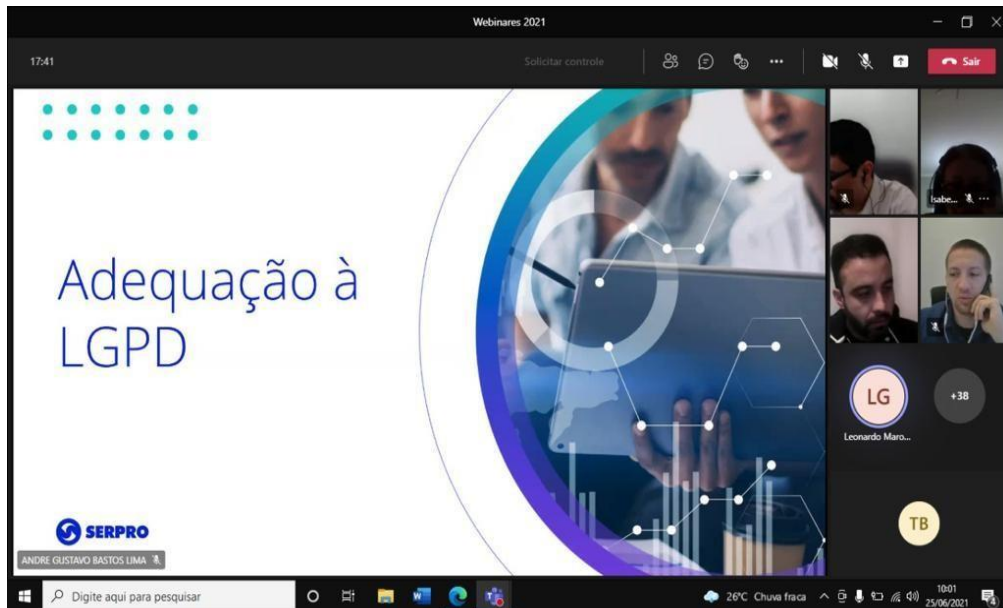 Webinares 2021
17:41
Solicitar controle
Sair
Adequação à
LGPD
Isabe...
LG
+38
Leonardo Maro...
TB
SERPRO
ANDRE GUSTAVO BASTOS LIMA
Digite aqui para pesquisar
26°C Chuva fraca
10:01
25/06/2021